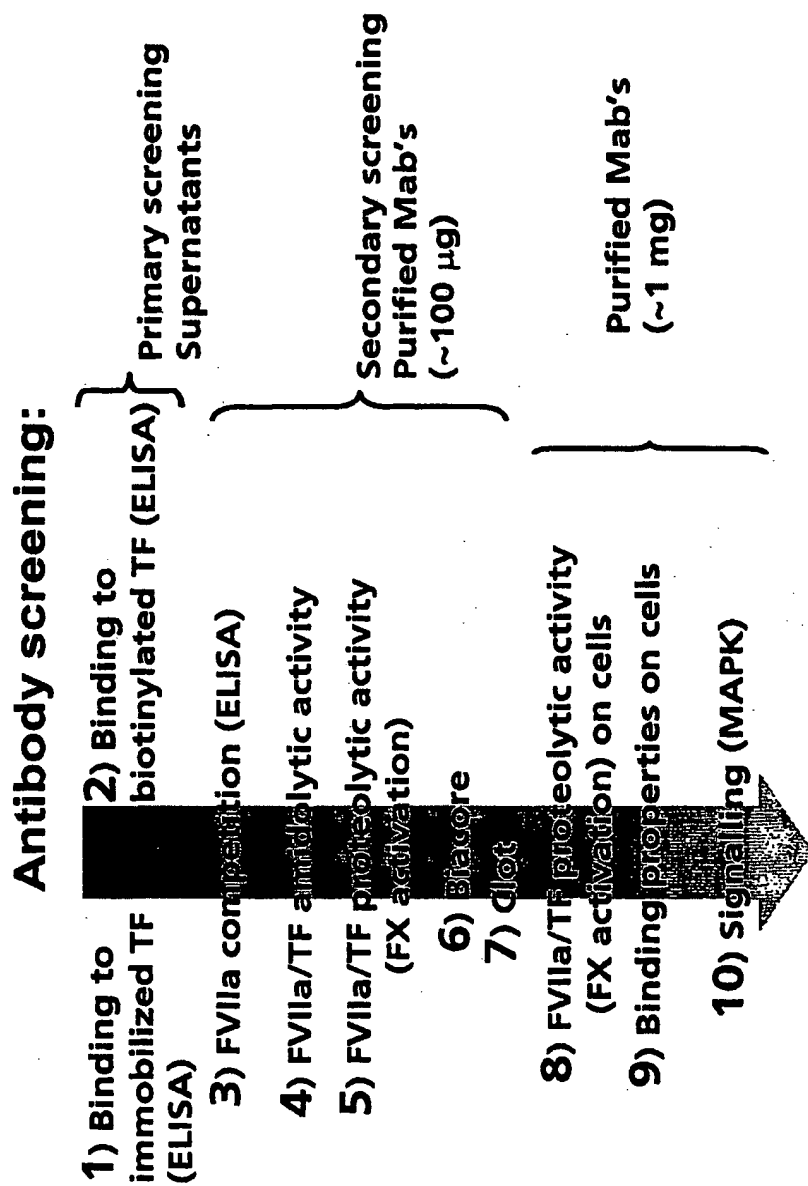 Antibody screening:
1) Binding to
immobilized TF
(ELISA)
2) Binding to
biotinylated TF (ELISA)
Primary screening
Supernatants
3) FVIIa competition (ELISA)
4) FVIIa/TF amidolytic activity
5) FVIIa/TF proteolytic activity
(FX activation)
6) Biacore
7) Clot
Secondary screening
Purified Mab's
(~100 µg)
8) FVIIa/TF proteolytic activity
(FX activation) on cells
9) Binding properties on cells
10) Signalling (MAPK)
Purified Mab's
(~1 mg)